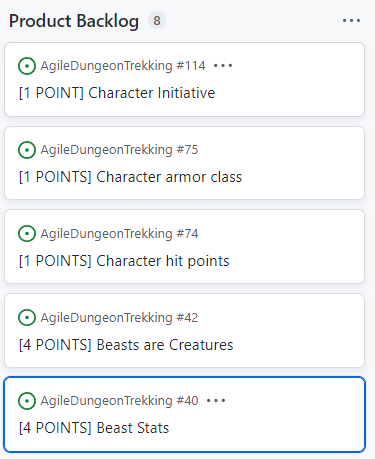 Product Backlog 8
AgileDungeonTrekking #114
[1 POINT] Character Initiative
AgileDungeonTrekking #75
[1 POINTS] Character armor class
AgileDungeonTrekking #74
[1 POINTS] Character hit points
AgileDungeonTrekking #42
[4 POINTS] Beasts are Creatures
AgileDungeonTrekking #40
[4 POINTS] Beast Stats